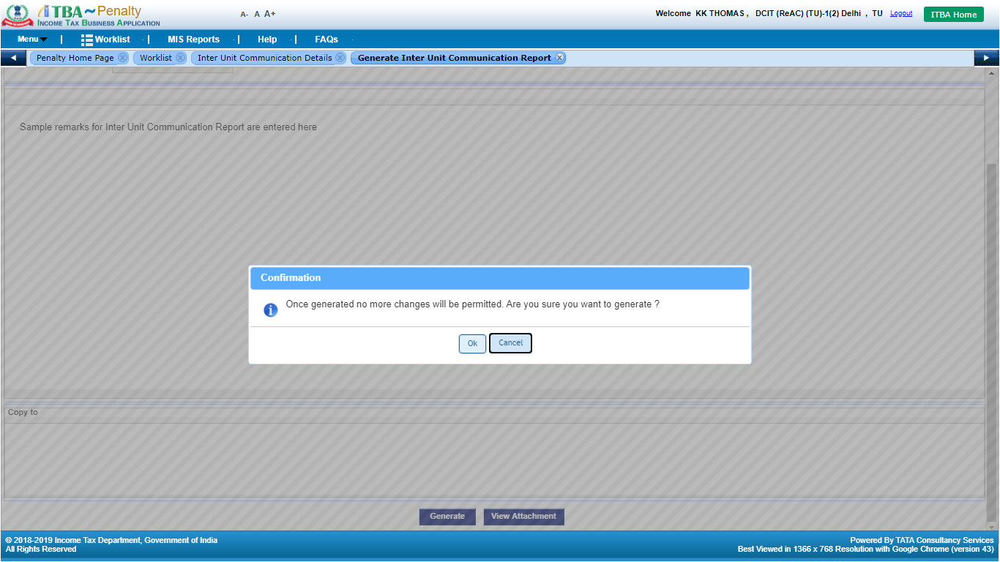 iTBA ~ Penalty
INCOME TAX BUSINESS APPLICATION
A- A A+
Welcome KK THOMAS , DCIT (ReAC) (TU)-1(2) Delhi , TU Logout ITBA Home
Menu | Worklist | MIS Reports | Help | FAQs
Penalty Home Page Worklist Inter Unit Communication Details Generate Inter Unit Communication Report
Sample remarks for Inter Unit Communication Report are entered here
Confirmation
Once generated no more changes will be permitted. Are you sure you want to generate ?
Ok Cancel
Copy to
Generate View Attachment
© 2018-2019 Income Tax Department, Government of India
All Rights Reserved
Powered By TATA Consultancy Services
Best Viewed in 1366 x 768 Resolution with Google Chrome (version 43)